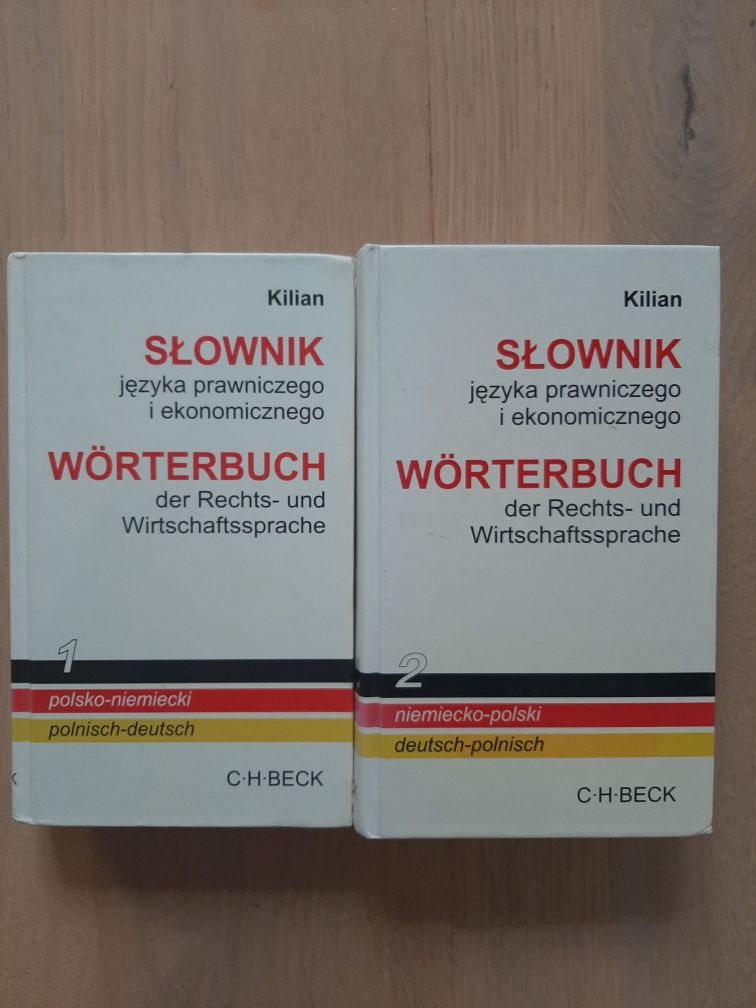 Kilian
SŁOWNIK
języka prawniczego
i ekonomicznego
WÖRTERBUCH
der Rechts- und
Wirtschaftssprache
1
polsko-niemiecki
polnisch-deutsch
C·H·BECK
K
Kilian
SŁOWNIK
języka prawniczego
i ekonomicznego
WÖRTERBUCH
der Rechts- und
Wirtschaftssprache
2
niemiecko-polski
deutsch-polnisch
C·H·BECK